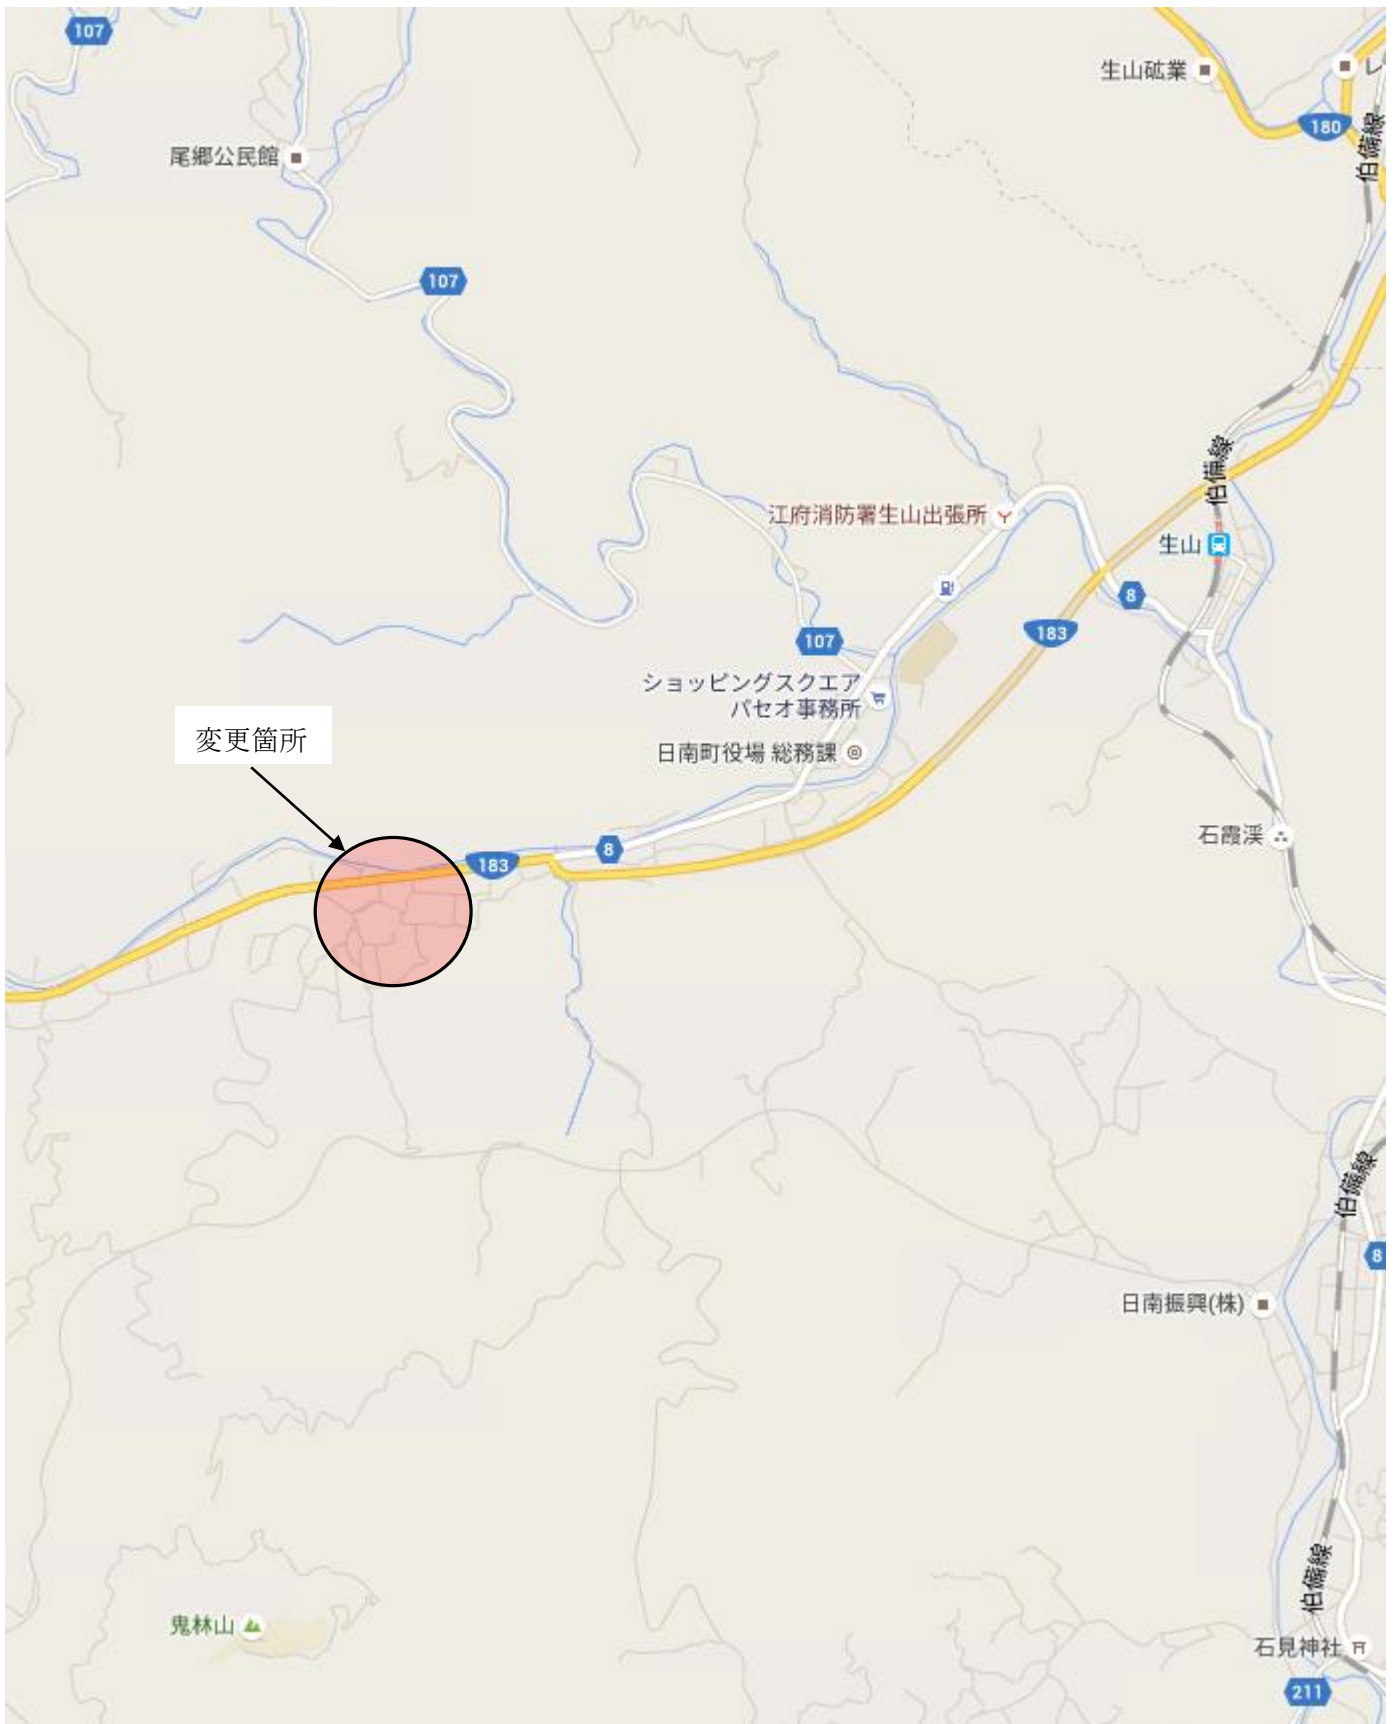 107
生山砿業
レ
180
伯備線
尾郷公民館
107
伯備線
江府消防署生山出張所
生山
8
107
183
ショッピングスクエア
パセオ事務所
変更箇所
日南町役場 総務課
石霞渓
8
183
伯備線
8
日南振興(株)
伯備線
鬼林山
石見神社
211